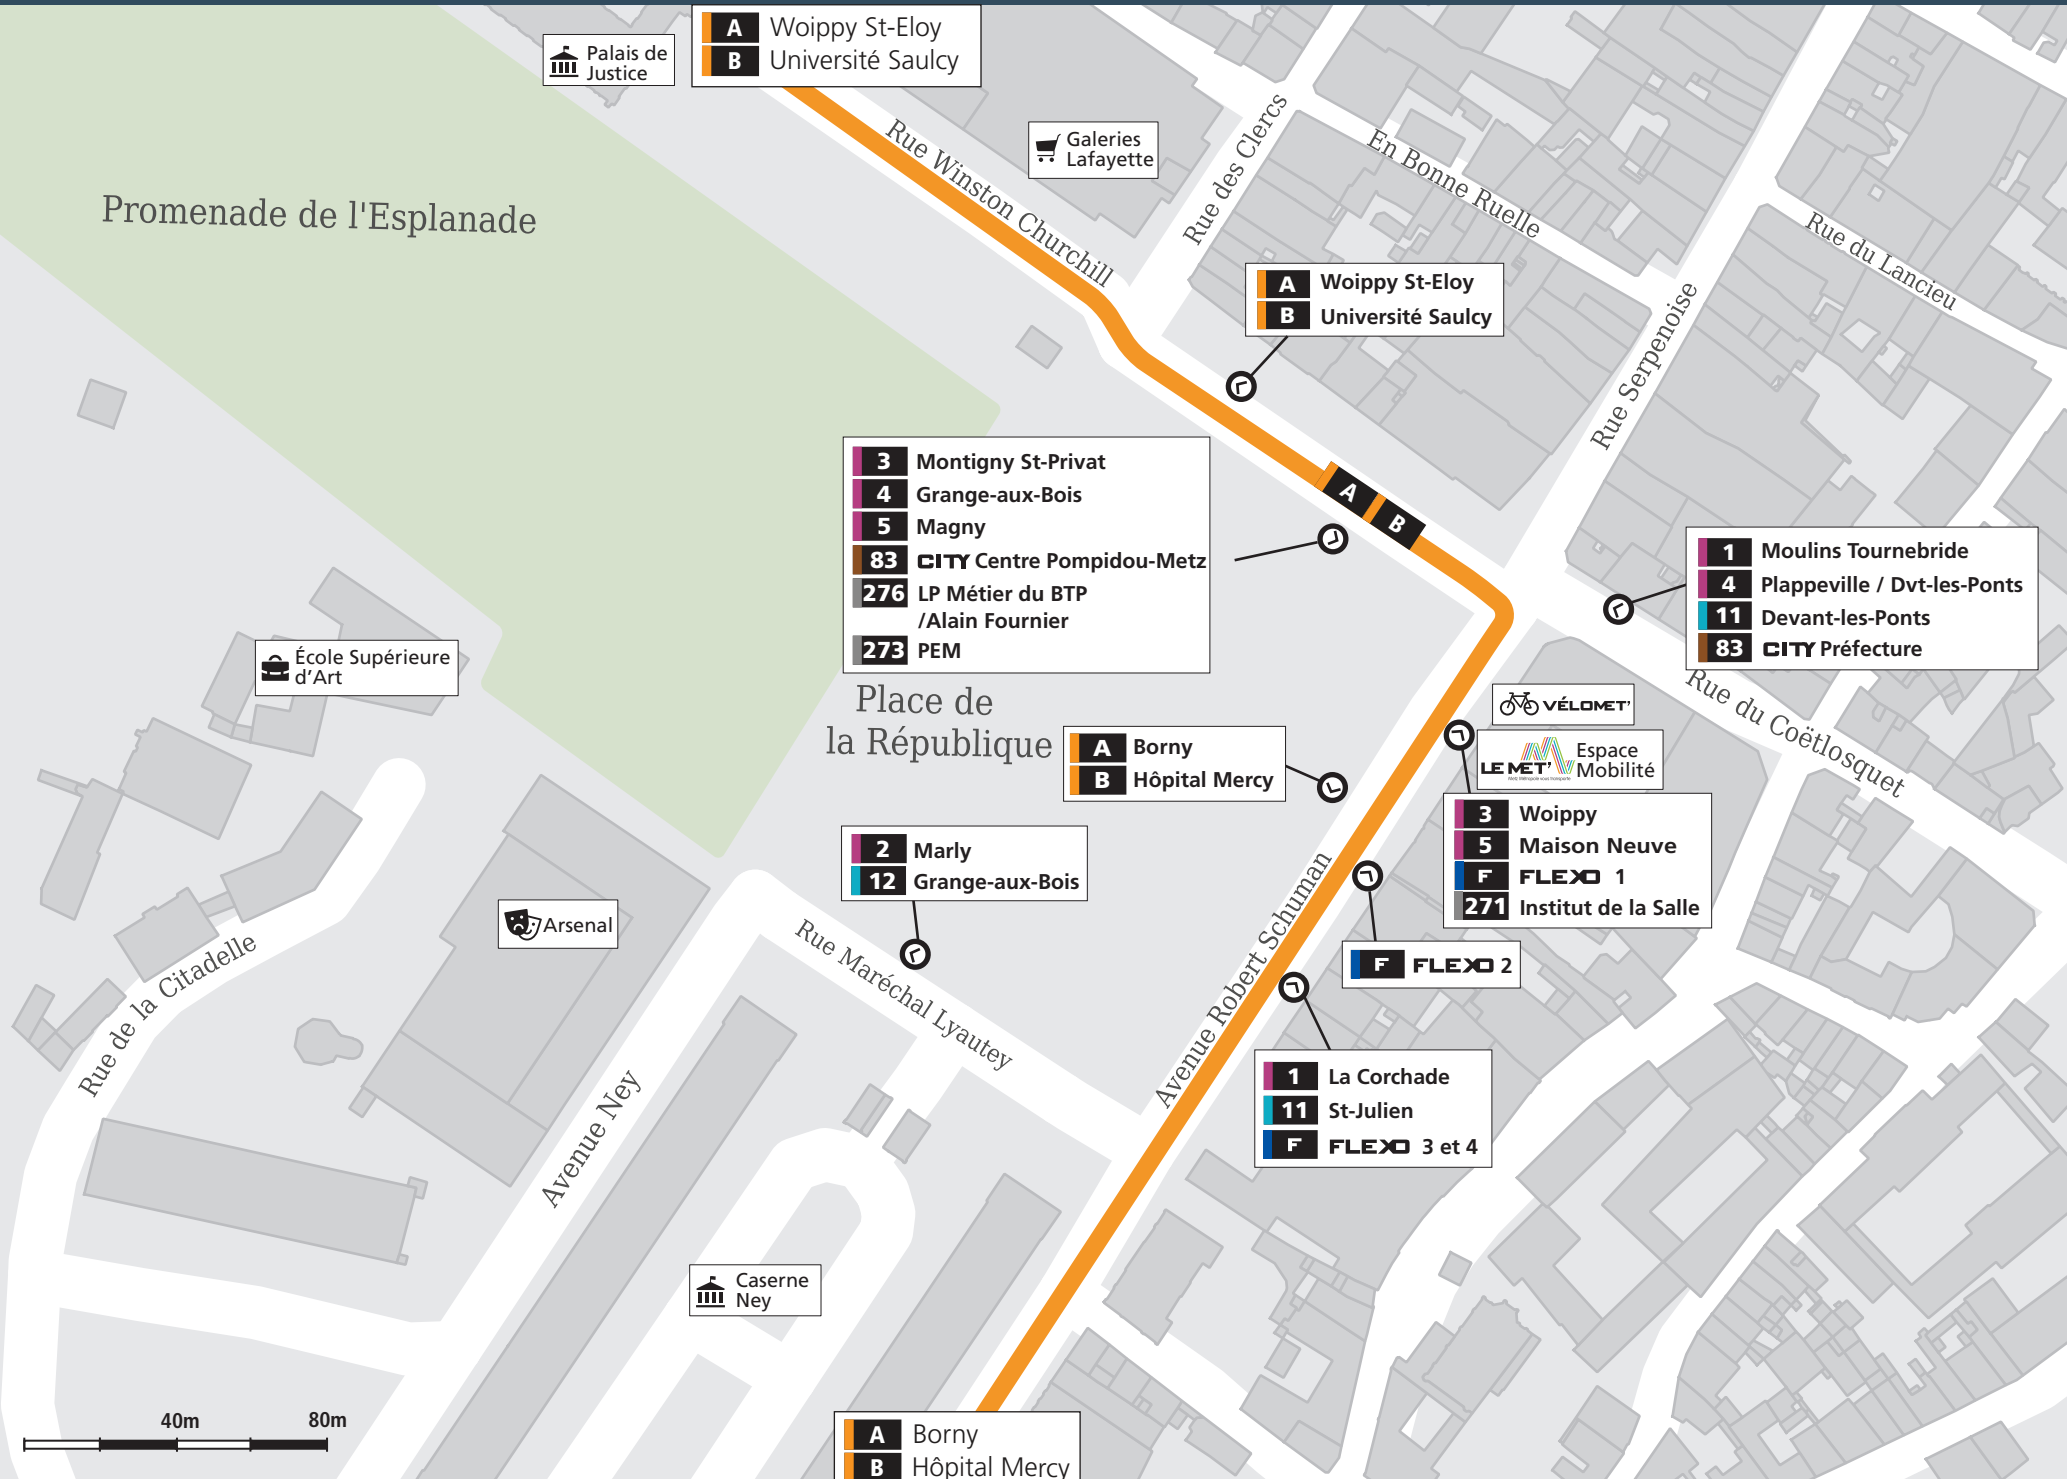 A Woippy St-Eloy
B Université Saulcy
Palais de
Justice
Galeries
Lafayette
Rue Winston Churchill
Rue des Clercs
En Bonne Ruelle
Rue du Lancieu
Rue Serpenoise
Promenade de l'Esplanade
A Woippy St-Eloy
B Université Saulcy
A B
3 Montigny St-Privat
4 Grange-aux-Bois
5 Magny
83 CITY Centre Pompidou-Metz
276 LP Métier du BTP
/Alain Fournier
273 PEM
1 Moulins Tournebride
4 Plappeville / Dvt-les-Ponts
11 Devant-les-Ponts
83 CITY Préfecture
École Supérieure
d'Art
Place de
la République
Rue du Coëtlosquet
VÉLOMET'
LE MET' Espace
Mobilité
A Borny
B Hôpital Mercy
3 Woippy
5 Maison Neuve
F FLEXO 1
271 Institut de la Salle
2 Marly
12 Grange-aux-Bois
Arsenal
Rue de la Citadelle
Rue Maréchal Lyautey
Avenue Robert Schuman
F FLEXO 2
Avenue Ney
1 La Corchade
11 St-Julien
F FLEXO 3 et 4
Caserne
Ney
40m 80m
A Borny
B Hôpital Mercy